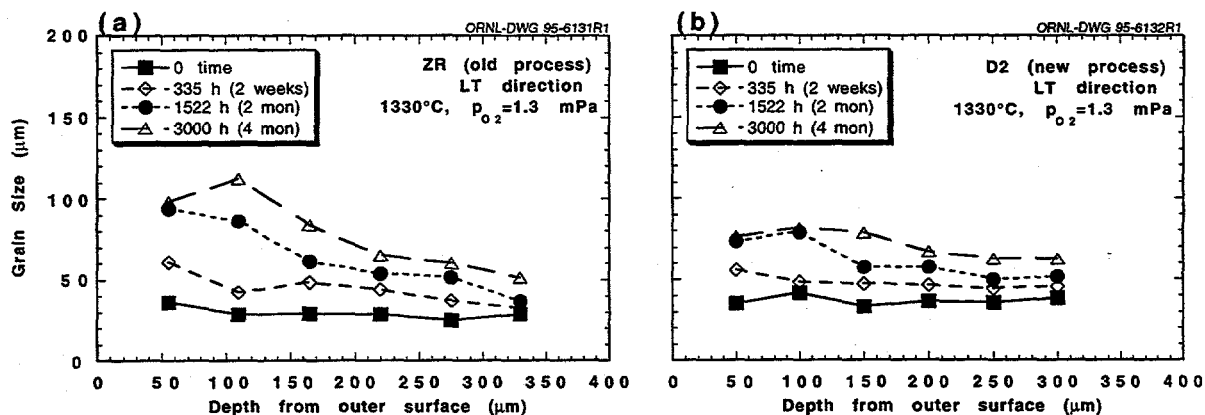 (a)
ORNL-DWG 95-6131R1
200
150
100
50
0
Grain Size (µm)
0 time
-335 h (2 weeks)
1522 h (2 mon)
-3000 h (4 mon)
ZR (old process)
LT direction
1330°C, pO2=1.3 mPa
0 50 100 150 200 250 300 350 400
Depth from outer surface (µm)
(b)
ORNL-DWG 95-6132R1
0 time
-335 h (2 weeks)
1522 h (2 mon)
-3000 h (4 mon)
D2 (new process)
LT direction
1330°C, pO2=1.3 mPa
0 50 100 150 200 250 300 350 400
Depth from outer surface (µm)